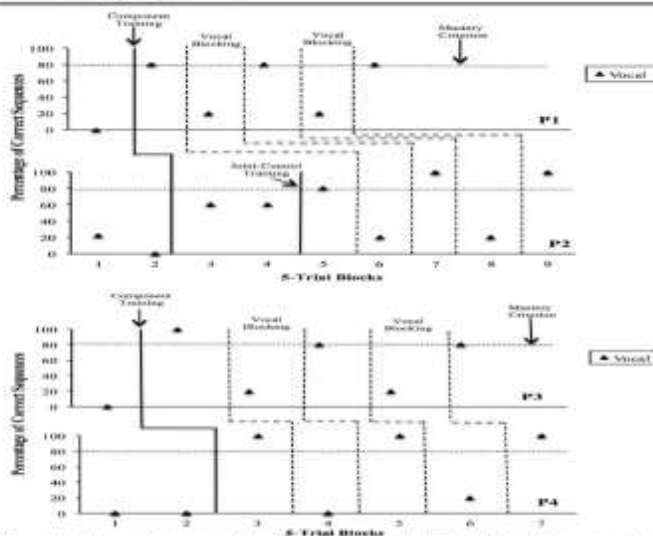 Component
Training
Vocal
Blocking
Vocal
Blocking
Mastery
Criterion
100
80
60
40
20
0
P1
▲ Vocal
Percentage of Correct Sequences
Joint-Control
Training
100
80
60
40
20
0
P2
1 2 3 4 5 6 7 8 9
5-Trial Blocks
Component
Training
Vocal
Blocking
Vocal
Blocking
Mastery
Criterion
100
80
60
40
20
0
P3
▲ Vocal
Percentage of Correct Sequences
100
80
60
40
20
0
P4
1 2 3 4 5 6 7
5-Trial Blocks